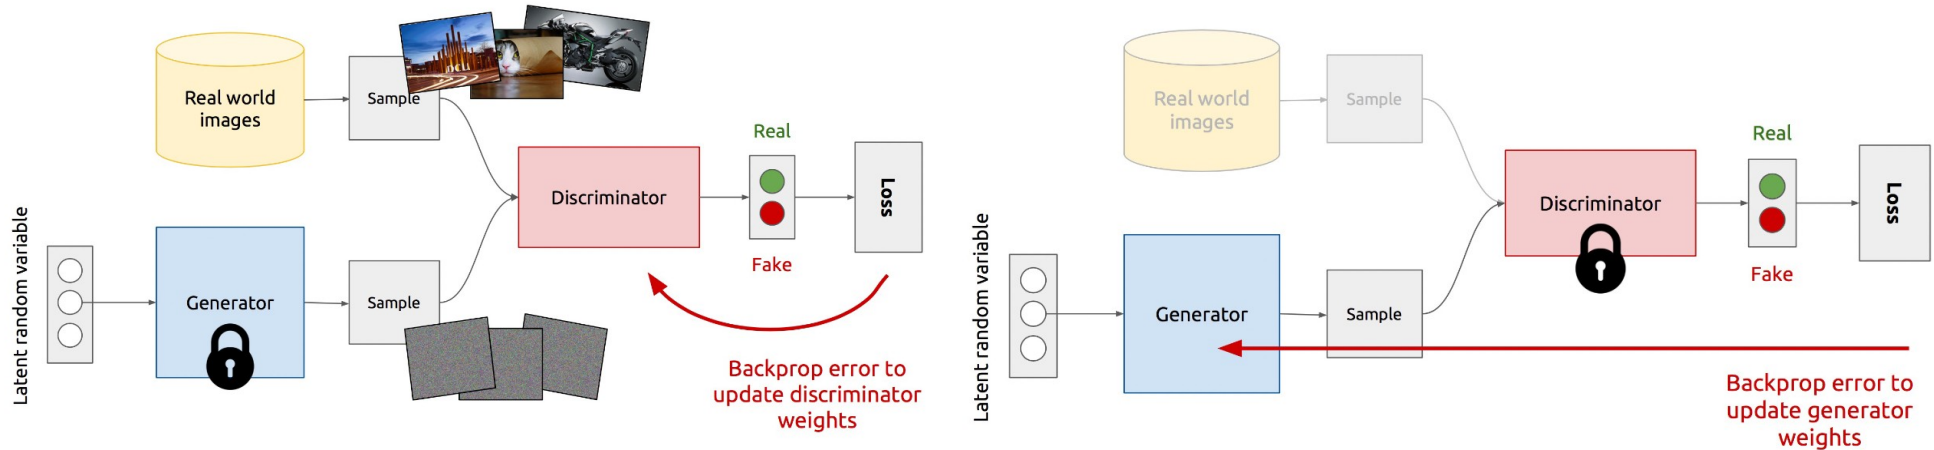 Real world
images
Sample
Latent random variable
Generator
Sample
Discriminator
Real
Fake
Loss
Backprop error to
update discriminator
weights
Real world
images
Sample
Latent random variable
Generator
Sample
Discriminator
Real
Fake
Loss
Backprop error to
update generator
weights